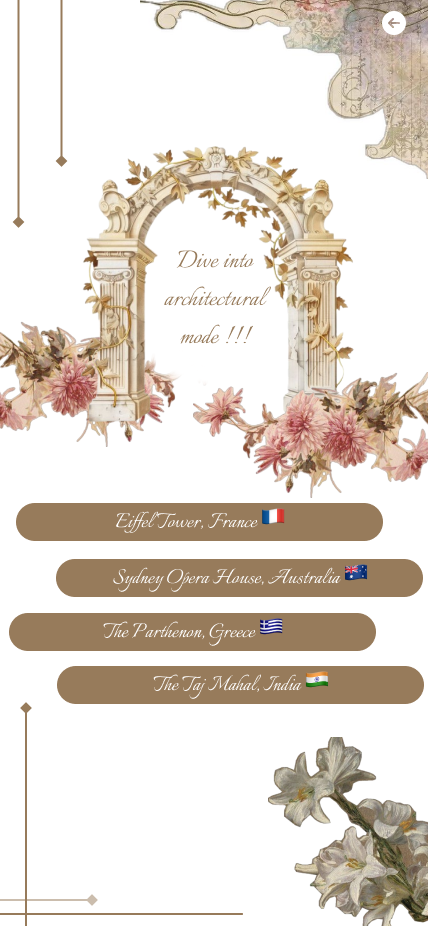 Dive into
architectural
mode !!!
Eiffel Tower, France 🇫🇷
Sydney Opera House, Australia 🇦🇺
The Parthenon, Greece 🇬🇷
The Taj Mahal, India 🇮🇳